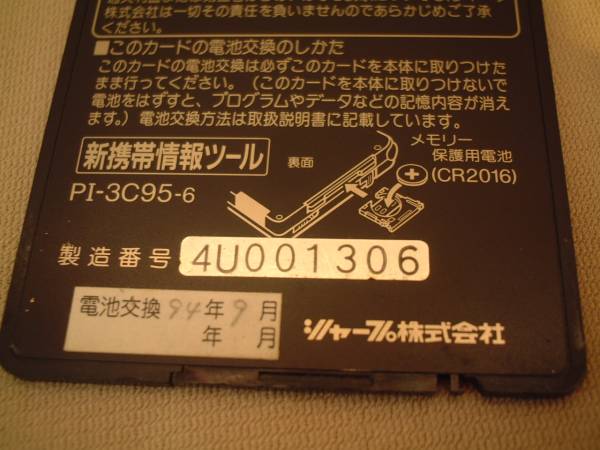 株式会社は一切その責任を負いませんのであらかじめご了承
ください。
■このカードの電池交換のしかた
このカードの電池交換は必ずこのカードを本体に取りつけた
まま行ってください。(このカードを本体に取りつけないで
電池をはずすと、プログラムやデータなどの記憶内容が消え
ます。)電池交換方法は取扱説明書に記載しています。
新携帯情報ツール
裏面
メモリー
保護用電池
(CR2016)
PI-3C95-6
製造番号 4U001306
電池交換 94年9月
年 月
シャープ株式会社